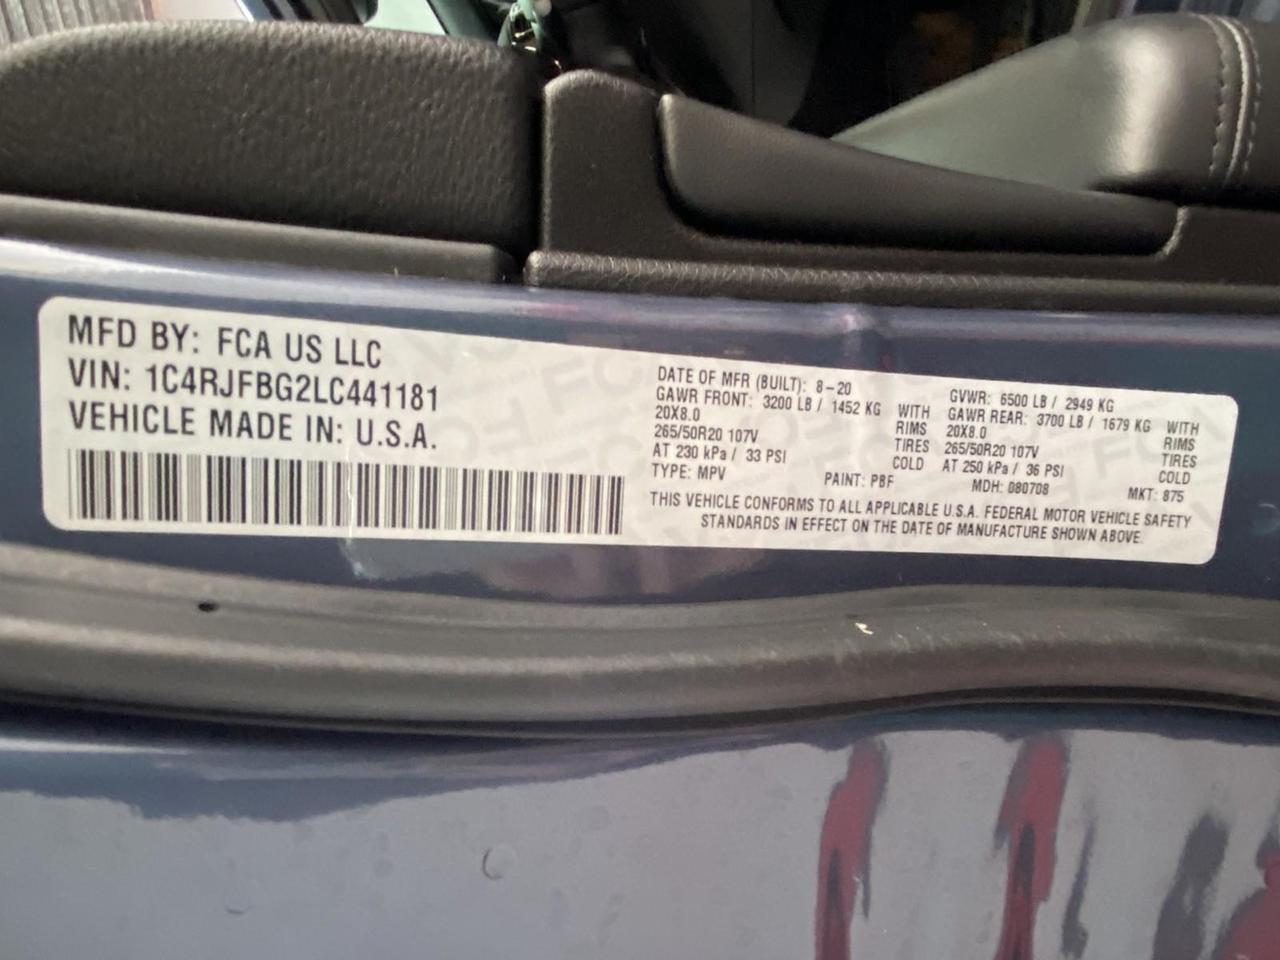 MFD BY: FCA US LLC
VIN: 1C4RJFBG2LC441181
VEHICLE MADE IN: U.S.A.
DATE OF MFR (BUILT): 8-20
GAWR FRONT: 3200 LB / 1452 KG WITH
20X8.0 RIMS
265/50R20 107V TIRES
AT 230 kPa / 33 PSI COLD
TYPE: MPV PAINT: PBF
GVWR: 6500 LB / 2949 KG
GAWR REAR: 3700 LB / 1679 KG WITH
20X8.0 RIMS
265/50R20 107V TIRES
AT 250 kPa / 36 PSI COLD
MDH: 080708 MKT: 875
THIS VEHICLE CONFORMS TO ALL APPLICABLE U.S.A. FEDERAL MOTOR VEHICLE SAFETY
STANDARDS IN EFFECT ON THE DATE OF MANUFACTURE SHOWN ABOVE.